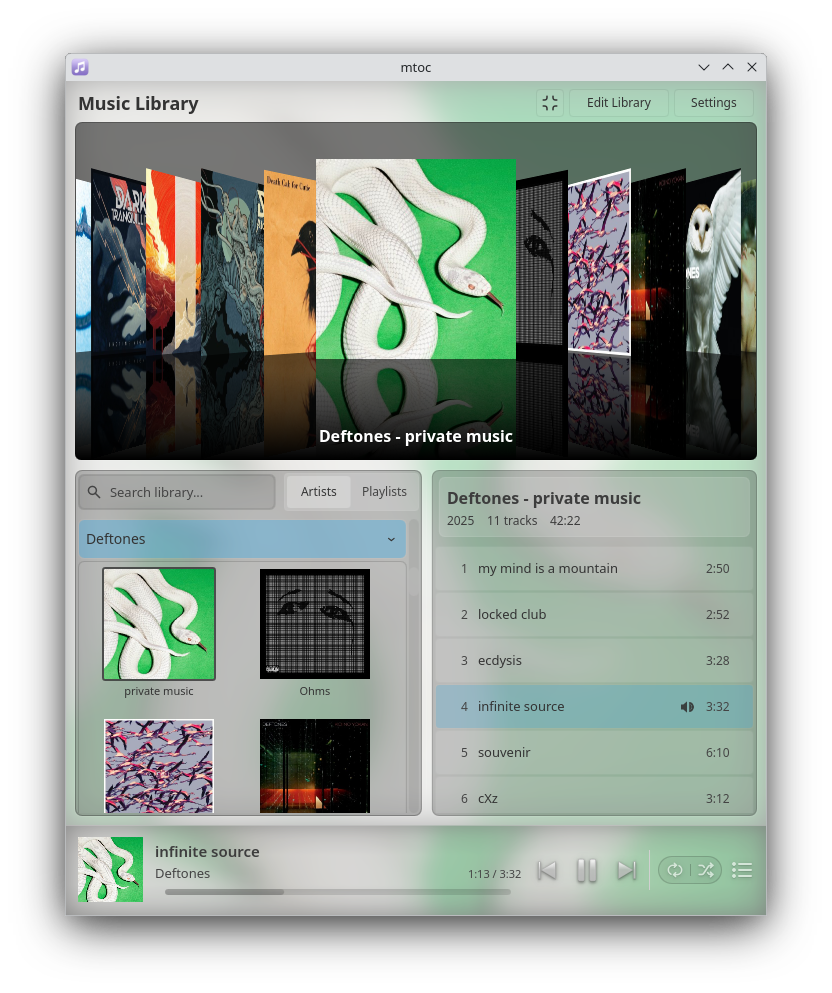 mtoc
Music Library
Edit Library
Settings
DARK
TRANQUILL
Death Cab for Cutie
Deftones - private music
Search library...
Artists
Playlists
Deftones
private music
Ohms
Deftones - private music
2025 11 tracks 42:22
1 my mind is a mountain 2:50
2 locked club 2:52
3 ecdysis 3:28
4 infinite source 3:32
5 souvenir 6:10
6 cXz 3:12
infinite source
Deftones
1:13 / 3:32